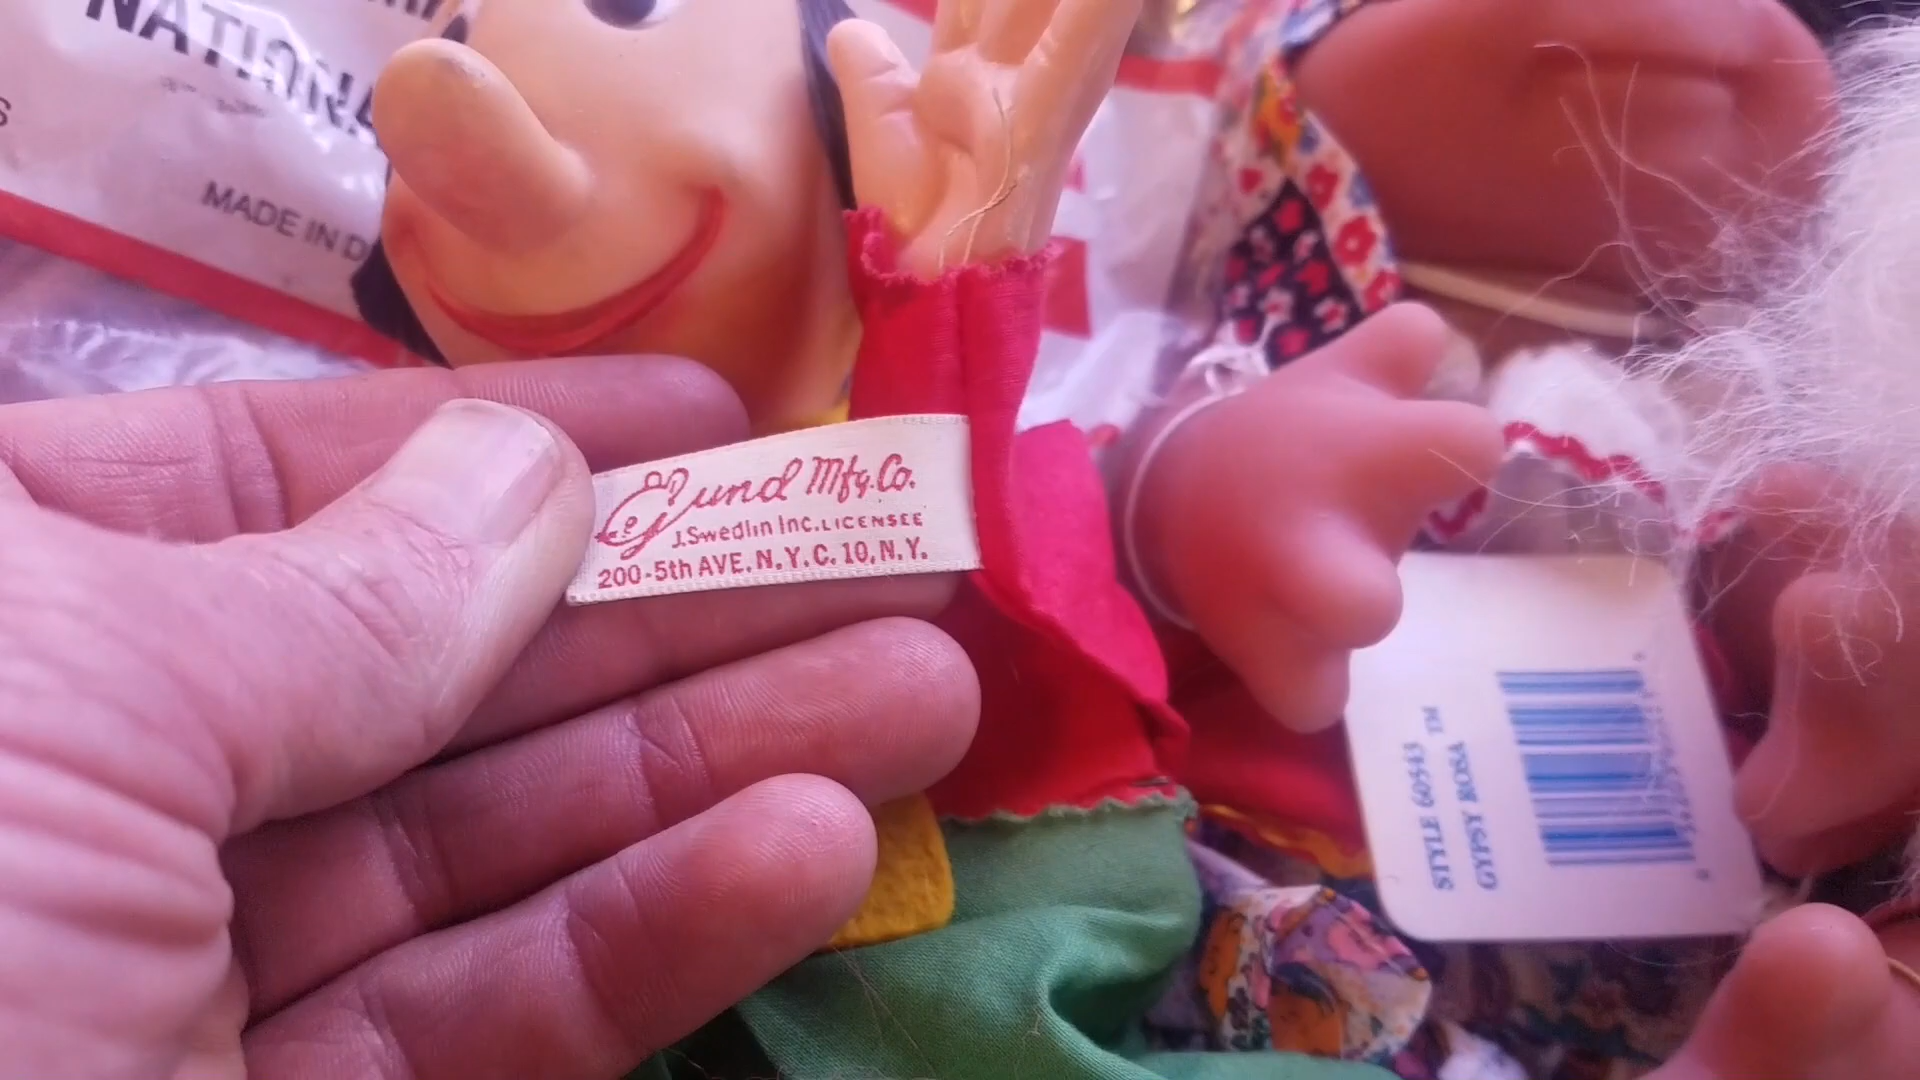 NATIONA
MADE IN D
Gund Mfg. Co.
J. Swedlin Inc. LICENSEE
200-5th AVE. N.Y.C. 10, N.Y.
STYLE 60543
GYPSY ROSA TM